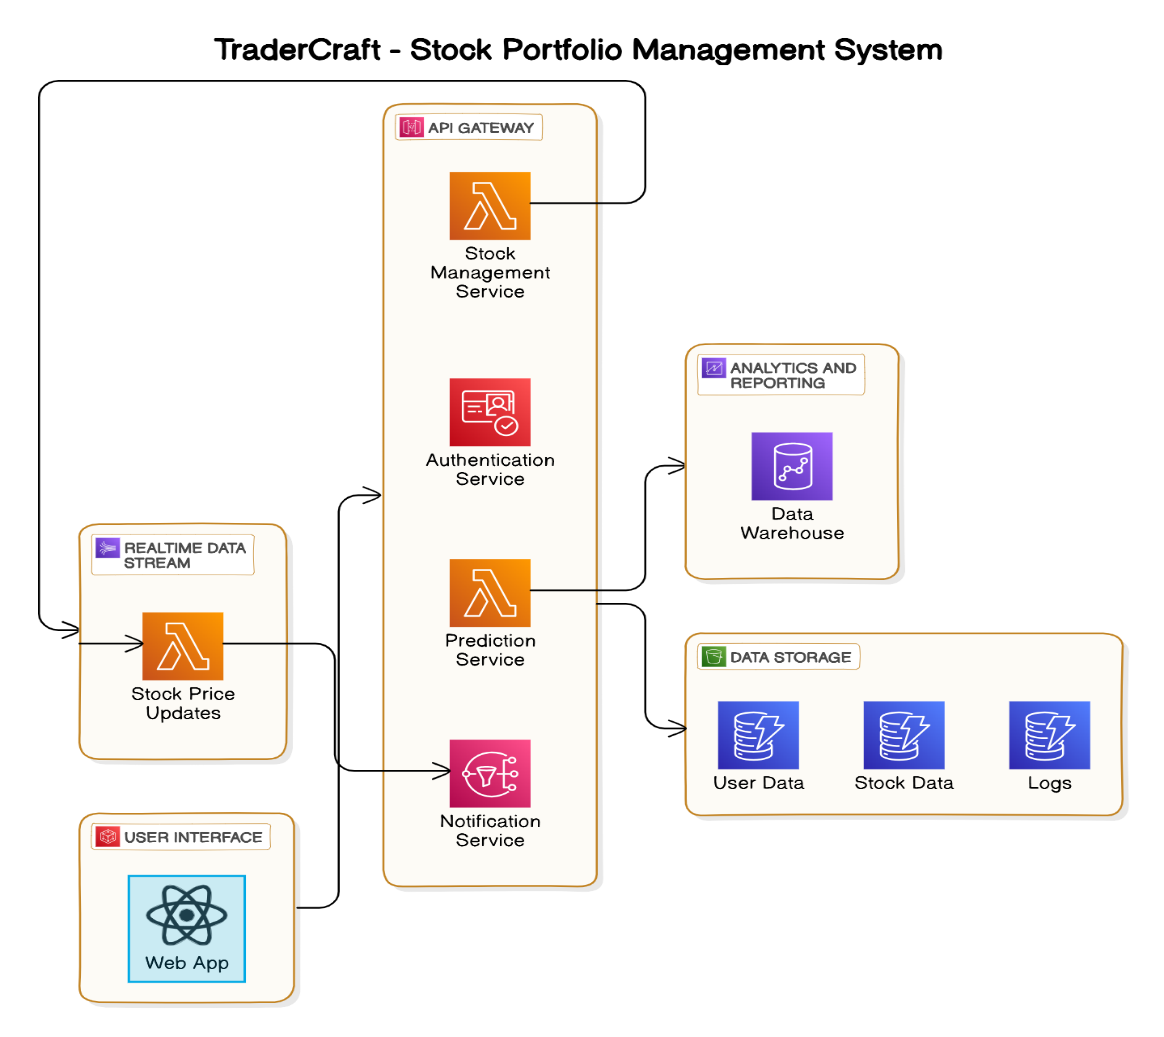 TraderCraft - Stock Portfolio Management System
API GATEWAY
Stock
Management
Service
Authentication
Service
Prediction
Service
Notification
Service
ANALYTICS AND
REPORTING
Data
Warehouse
REALTIME DATA
STREAM
Stock Price
Updates
DATA STORAGE
User Data
Stock Data
Logs
USER INTERFACE
Web App